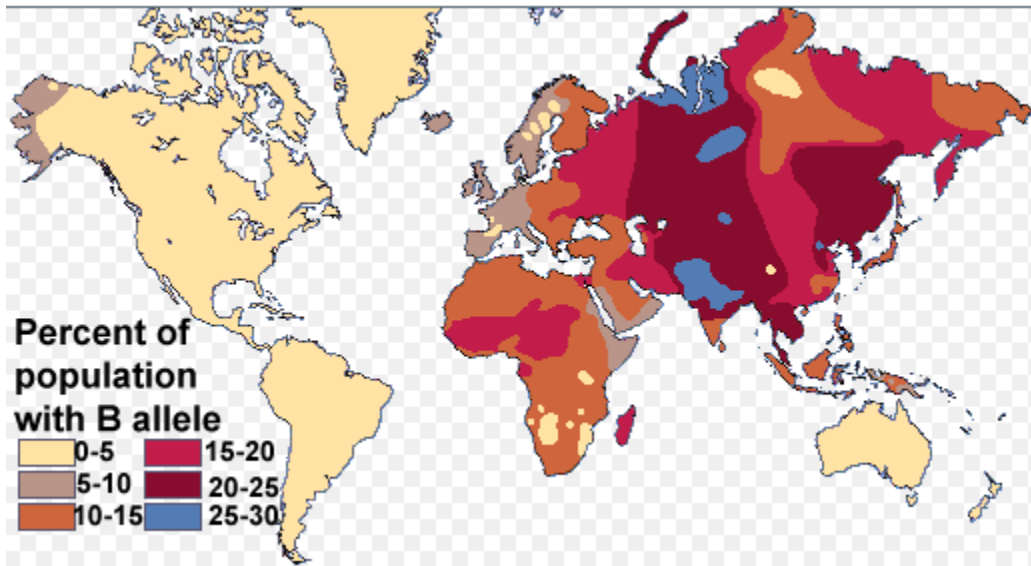 Percent of
population
with B allele
0-5 15-20
5-10 20-25
10-15 25-30